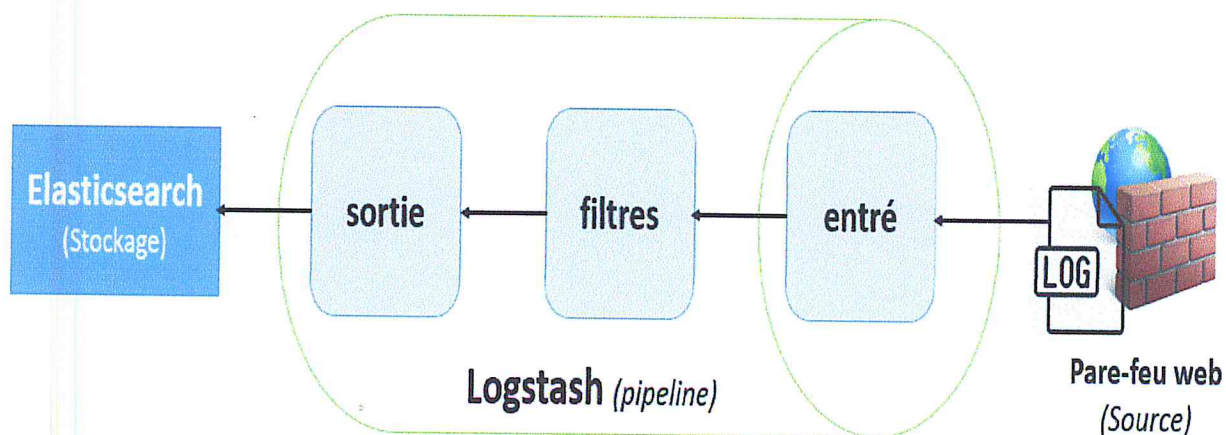 Elasticsearch
(Stockage)
sortie
filtres
entré
LOG
Logstash (pipeline)
Pare-feu web
(Source)